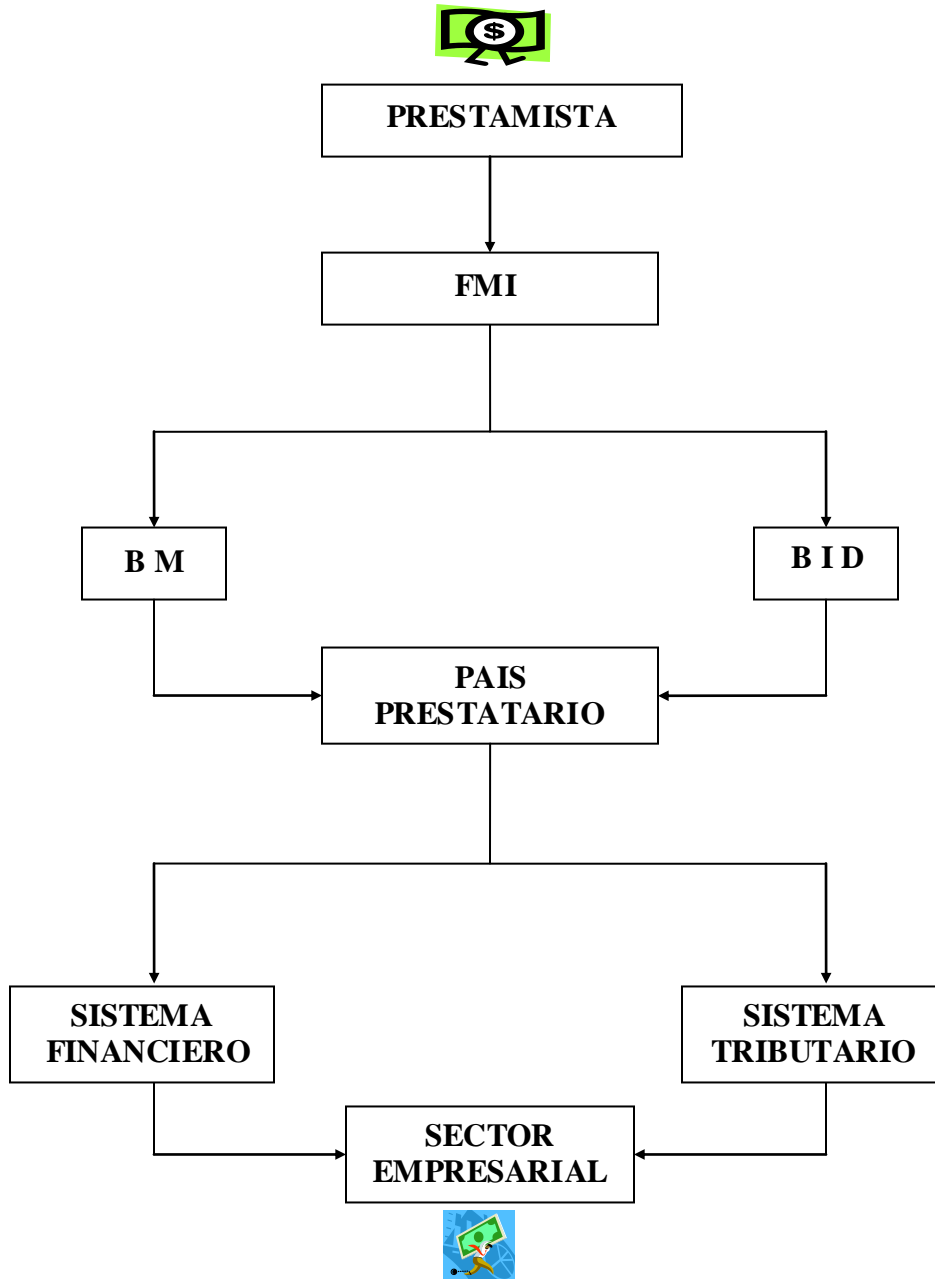 $
PRESTAMISTA
FMI
B M
B I D
PAIS
PRESTATARIO
SISTEMA
FINANCIERO
SISTEMA
TRIBUTARIO
SECTOR
EMPRESARIAL